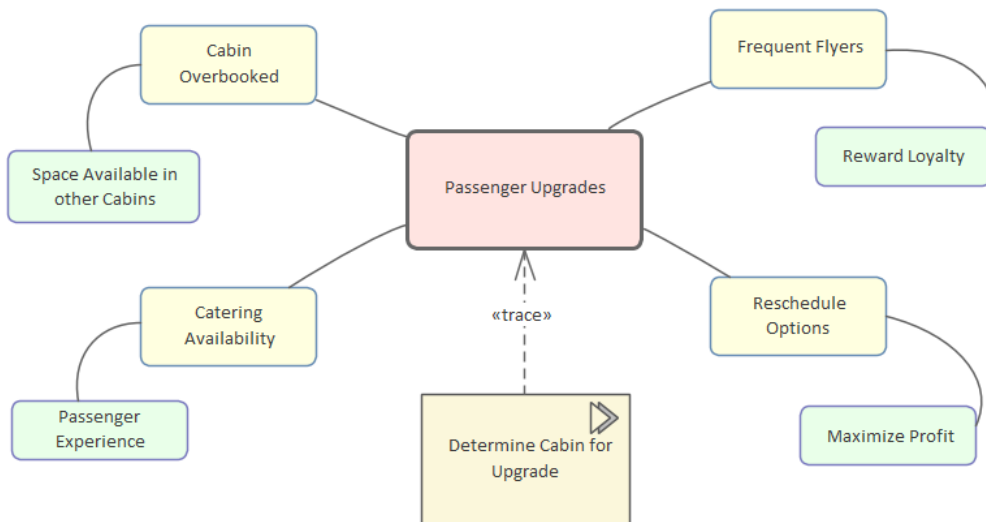 Cabin
Overbooked
Frequent Flyers
Space Available in
other Cabins
Passenger Upgrades
Reward Loyalty
Catering
Availability
«trace»
Reschedule
Options
Passenger
Experience
Determine Cabin for
Upgrade
Maximize Profit